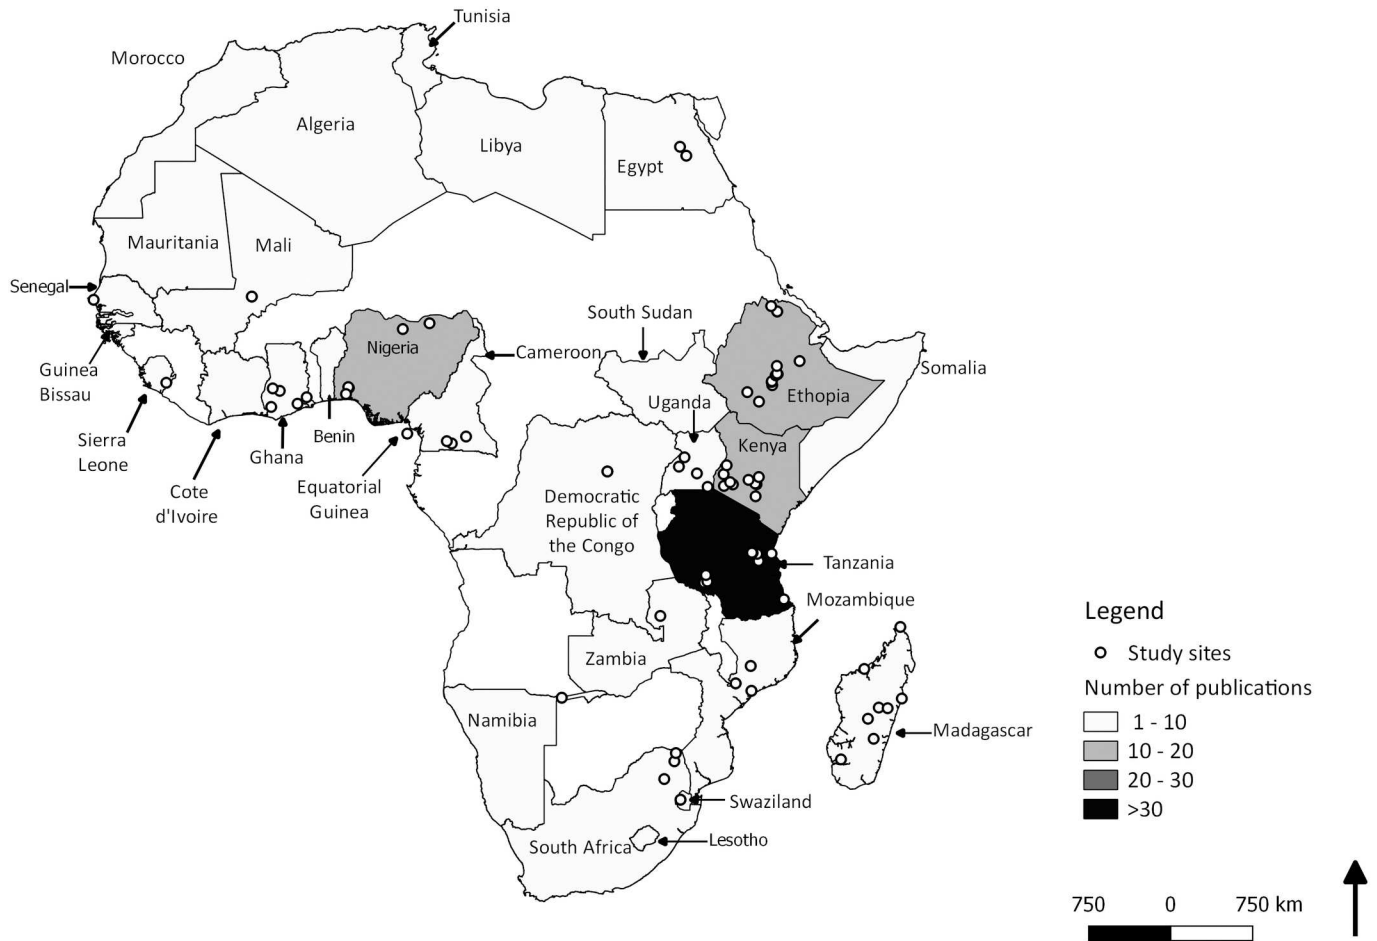 Tunisia
Morocco
Algeria
Libya
Egypt
Mauritania
Mali
Senegal
South Sudan
Nigeria
Cameroon
Guinea
Bissau
Somalia
Ethopia
Uganda
Sierra
Leone
Ghana
Benin
Kenya
Cote
d'Ivoire
Equatorial
Guinea
Democratic
Republic of
the Congo
Tanzania
Mozambique
Zambia
Namibia
Madagascar
Swaziland
South Africa
Lesotho
Legend
Study sites
Number of publications
1 - 10
10 - 20
20 - 30
>30
750 0 750 km